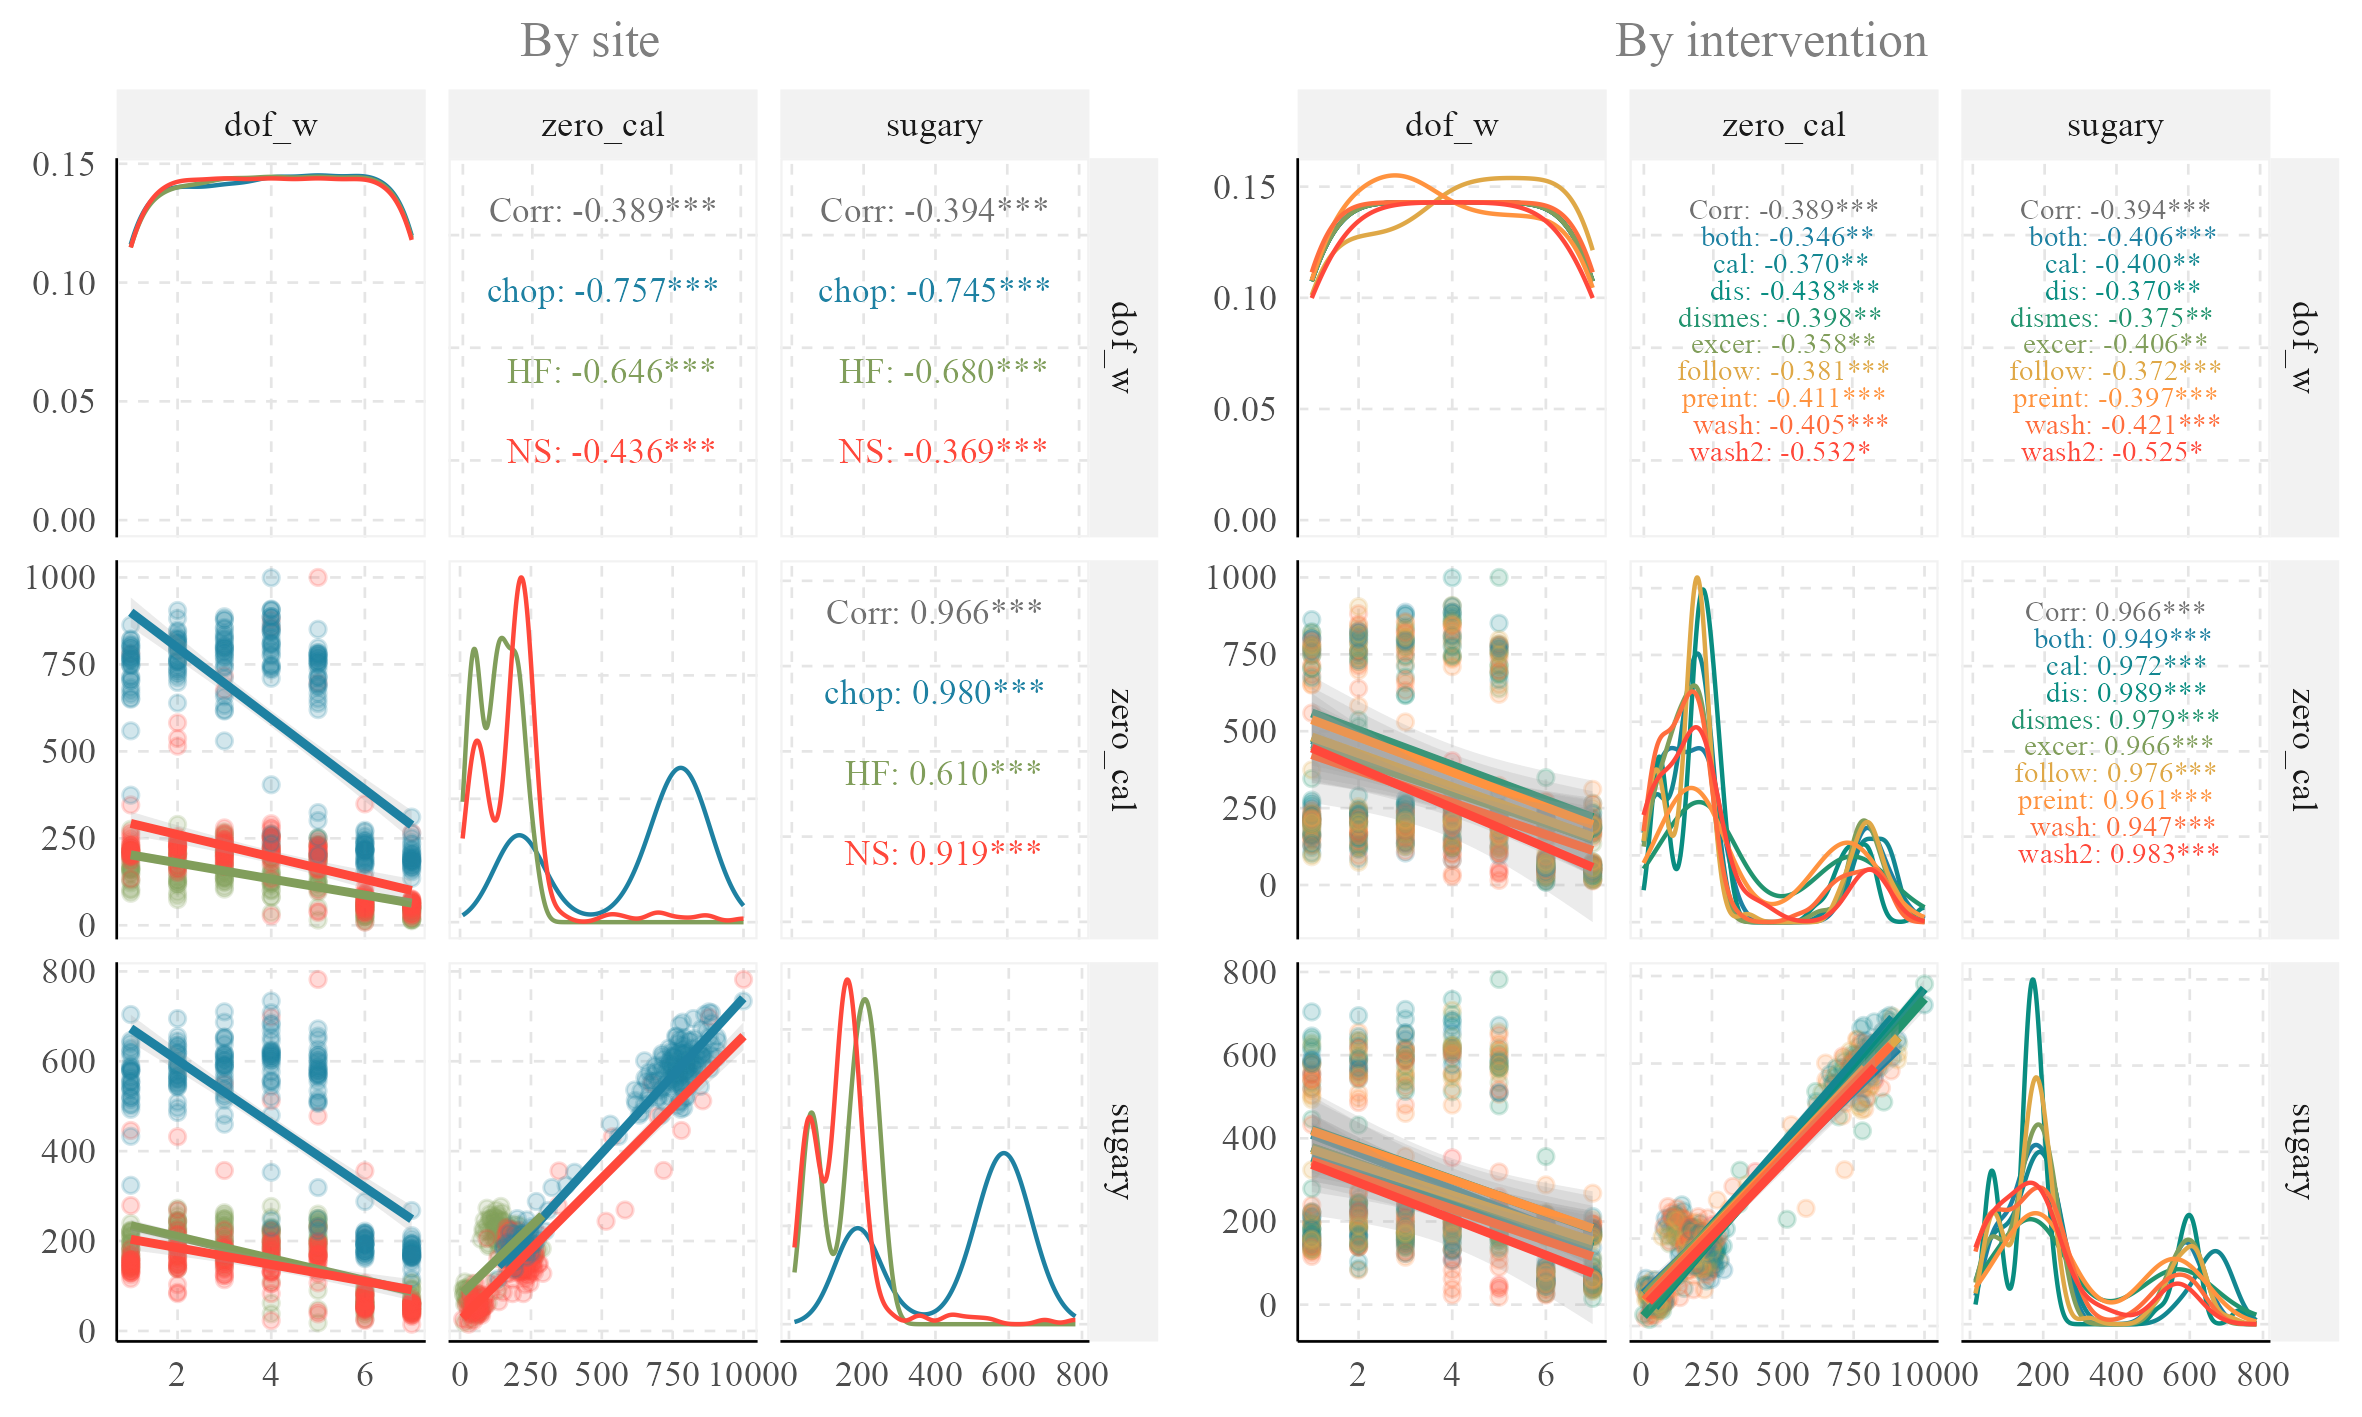 By site
By intervention
dof_w zero_cal sugary
dof_w zero_cal sugary
0.15
0.10
0.05
0.00
Corr: -0.389***
chop: -0.757***
HF: -0.646***
NS: -0.436***
Corr: -0.394***
chop: -0.745***
HF: -0.680***
NS: -0.369***
dof_w
0.15
0.10
0.05
0.00
Corr: -0.389***
both: -0.346**
cal: -0.370**
dis: -0.438***
dismes: -0.398**
excer: -0.358**
follow: -0.381***
preint: -0.411***
wash: -0.405***
wash2: -0.532*
Corr: -0.394***
both: -0.406***
cal: -0.400**
dis: -0.370**
dismes: -0.375**
excer: -0.406**
follow: -0.372***
preint: -0.397***
wash: -0.421***
wash2: -0.525*
dof_w
1000
750
500
250
0
Corr: 0.966***
chop: 0.980***
HF: 0.610***
NS: 0.919***
zero_cal
1000
750
500
250
0
Corr: 0.966***
both: 0.949***
cal: 0.972***
dis: 0.989***
dismes: 0.979***
excer: 0.966***
follow: 0.976***
preint: 0.961***
wash: 0.947***
wash2: 0.983***
zero_cal
800
600
400
200
0
sugary
800
600
400
200
0
sugary
2 4 6
0 250 500 750 1000
0 200 400 600 800
2 4 6
0 250 500 750 1000
0 200 400 600 800